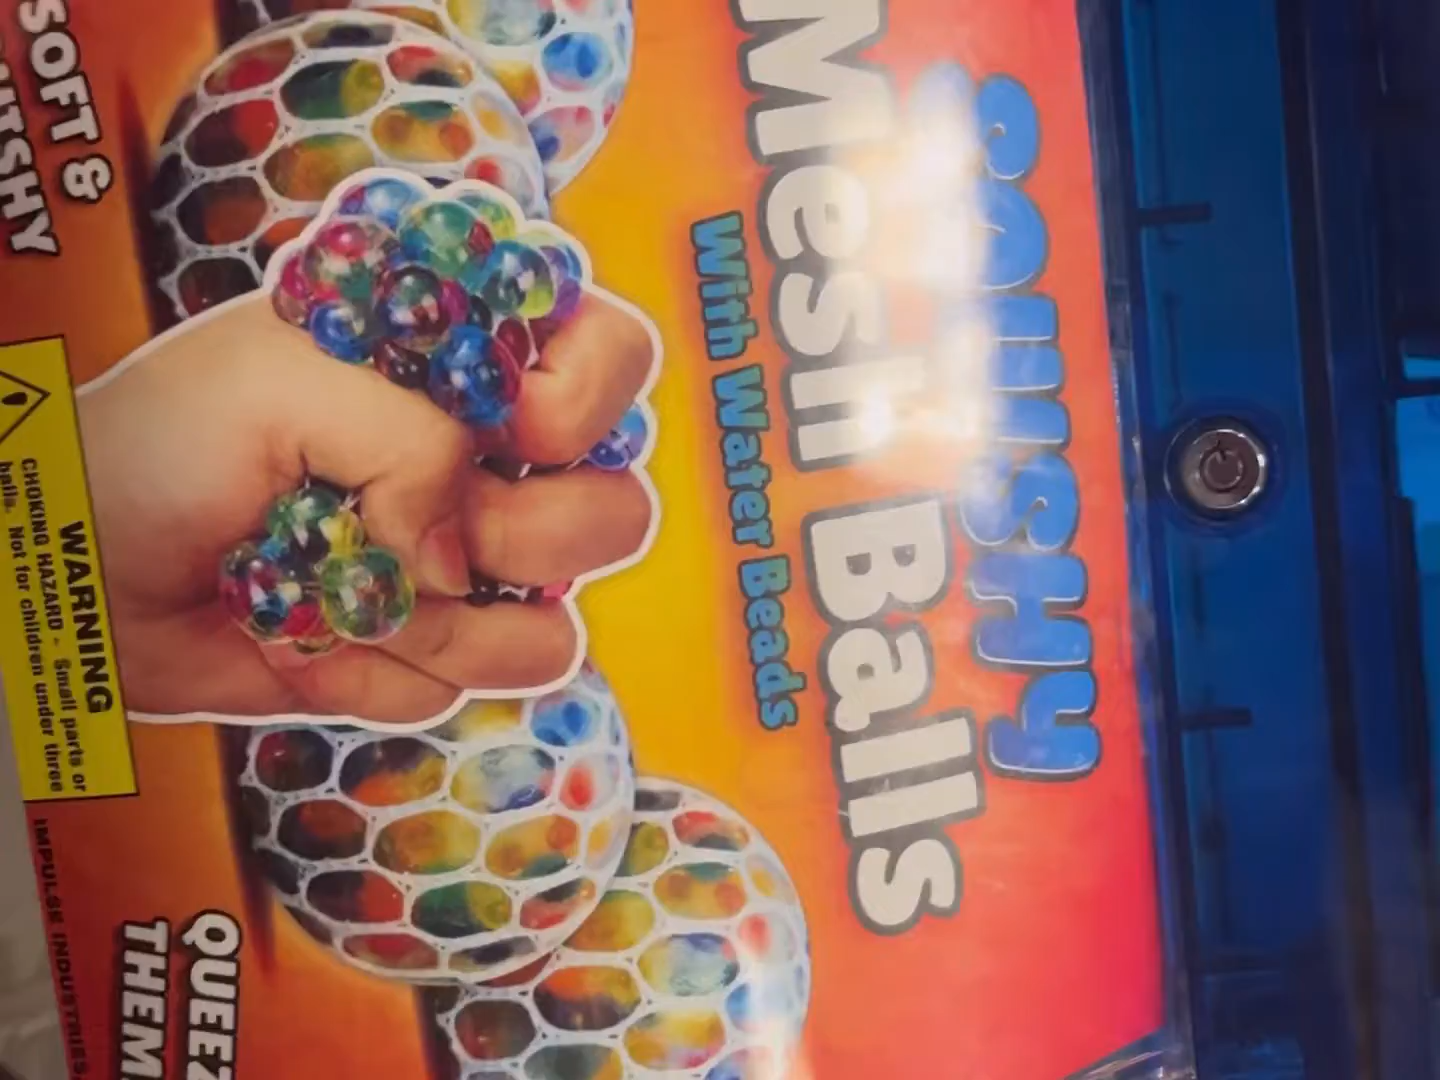 SQUISHY
Mesh Balls
With Water Beads
SOFT &
WARNING
CHOKING HAZARD - Small parts or
balls. Not for children under three
IMPULSE INDUSTRIES,
THEM